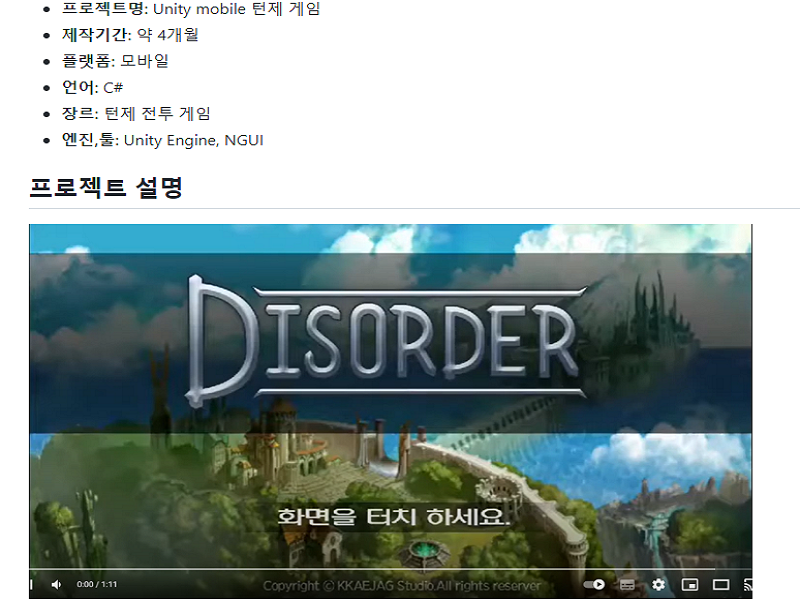 프로젝트명: Unity mobile 턴제 게임
제작기간: 약 4개월
플랫폼: 모바일
언어: C#
장르: 턴제 전투 게임
엔진,툴: Unity Engine, NGUI
프로젝트 설명
DISORDER
화면을 터치 하세요.
0:00 / 1:11
Copyright ⓒ KKAEJAG Studio.All rights reserver